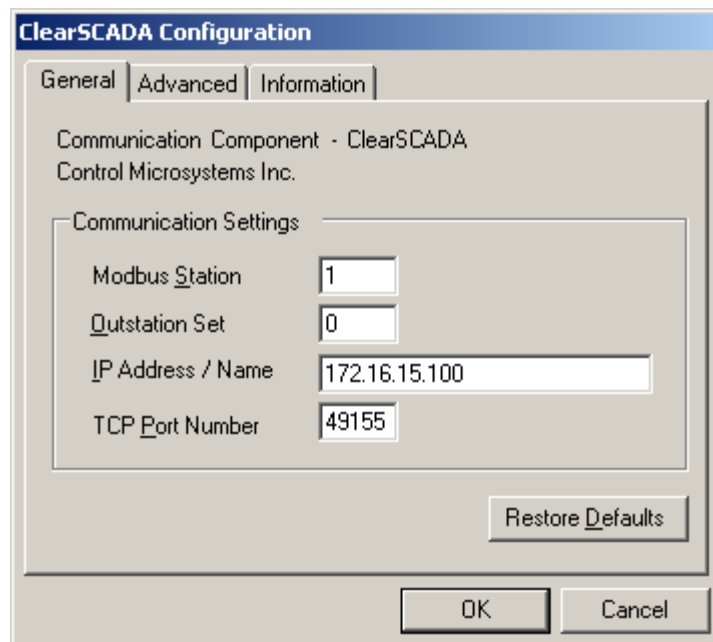 ClearSCADA Configuration
General Advanced Information
Communication Component - ClearSCADA
Control Microsystems Inc.
Communication Settings
Modbus Station 1
Outstation Set 0
IP Address / Name 172.16.15.100
TCP Port Number 49155
Restore Defaults
OK Cancel